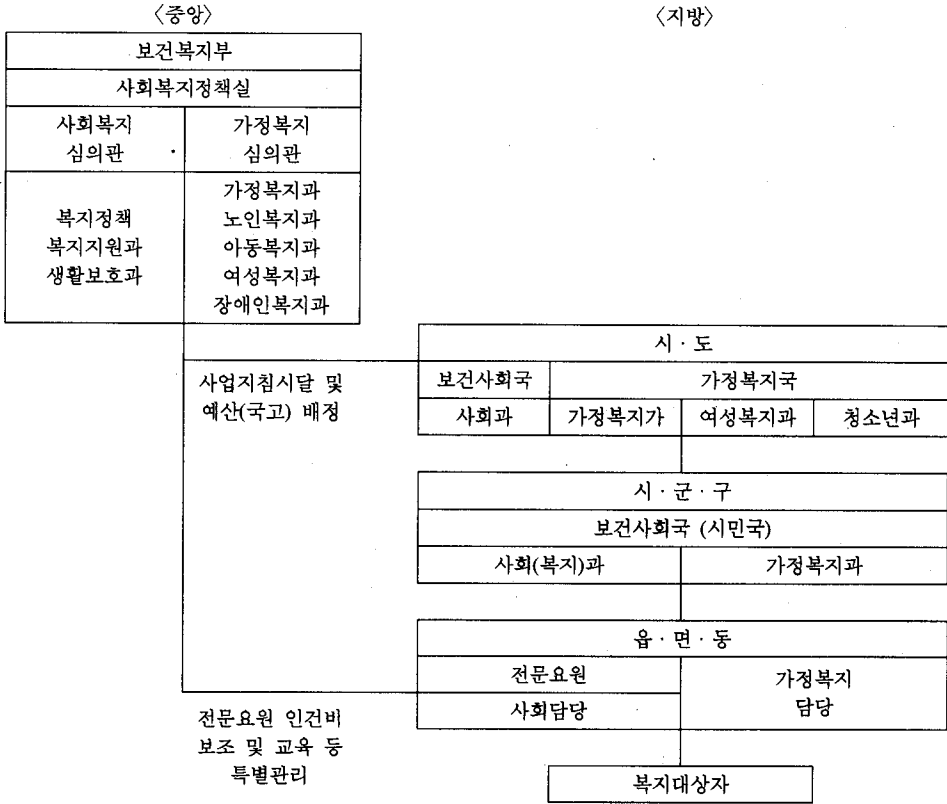 〈중앙〉
〈지방〉
보건복지부
사회복지정책실
사회복지
심의관
가정복지
심의관
복지정책
복지지원과
생활보호과
가정복지과
노인복지과
아동복지과
여성복지과
장애인복지과
사업지침시달 및
예산(국고) 배정
시 · 도
보건사회국
가정복지국
사회과
가정복지가
여성복지과
청소년과
시 · 군 · 구
보건사회국 (시민국)
사회(복지)과
가정복지과
읍 · 면 · 동
전문요원
사회담당
가정복지
담당
전문요원 인건비
보조 및 교육 등
특별관리
복지대상자